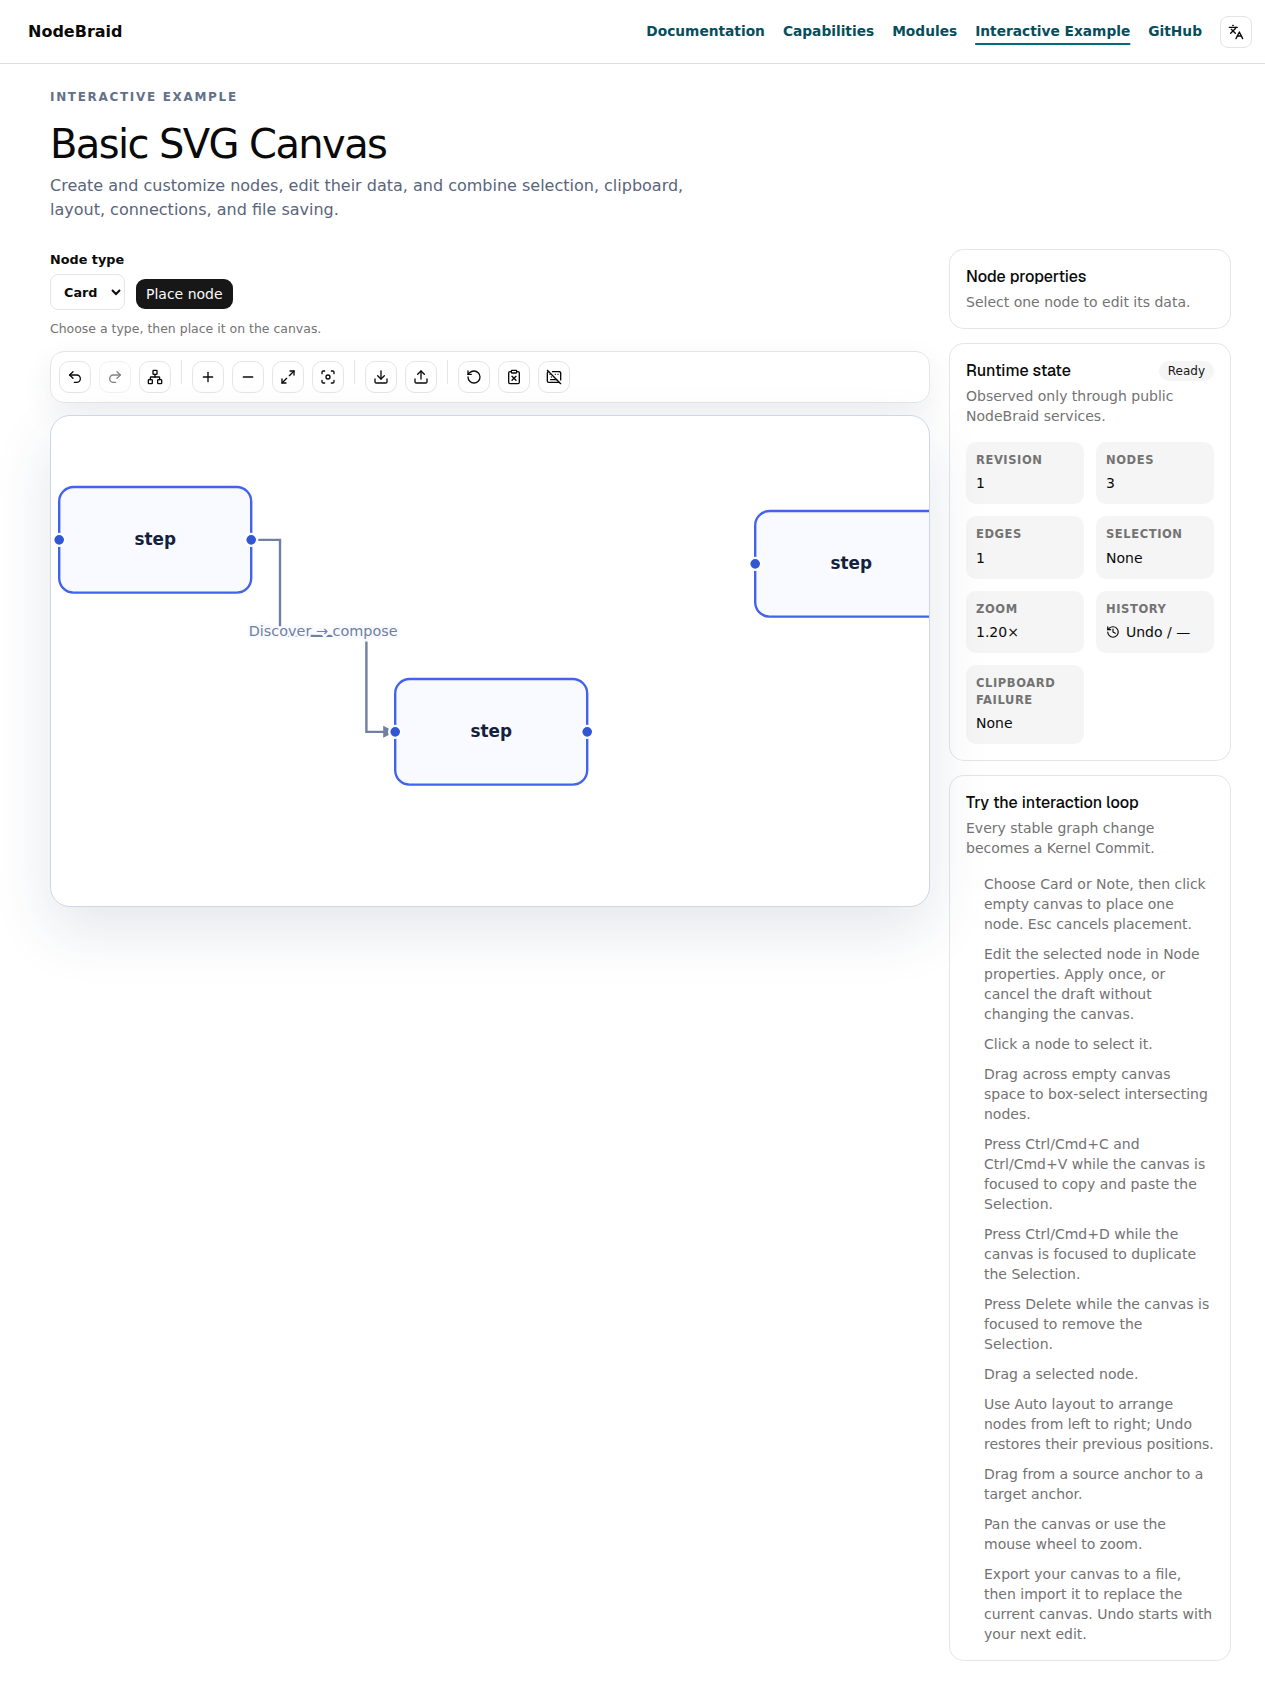 NodeBraid
Documentation Capabilities Modules Interactive Example GitHub
INTERACTIVE EXAMPLE
Basic SVG Canvas
Create and customize nodes, edit their data, and combine selection, clipboard,
layout, connections, and file saving.
Node type
Card Place node
Choose a type, then place it on the canvas.
step
step
Discover → compose
step
Node properties
Select one node to edit its data.
Runtime state Ready
Observed only through public
NodeBraid services.
REVISION
1
NODES
3
EDGES
1
SELECTION
None
ZOOM
1.20×
HISTORY
Undo / —
CLIPBOARD
FAILURE
None
Try the interaction loop
Every stable graph change
becomes a Kernel Commit.
Choose Card or Note, then click
empty canvas to place one
node. Esc cancels placement.
Edit the selected node in Node
properties. Apply once, or
cancel the draft without
changing the canvas.
Click a node to select it.
Drag across empty canvas
space to box-select intersecting
nodes.
Press Ctrl/Cmd+C and
Ctrl/Cmd+V while the canvas is
focused to copy and paste the
Selection.
Press Ctrl/Cmd+D while the
canvas is focused to duplicate
the Selection.
Press Delete while the canvas is
focused to remove the
Selection.
Drag a selected node.
Use Auto layout to arrange
nodes from left to right; Undo
restores their previous positions.
Drag from a source anchor to a
target anchor.
Pan the canvas or use the
mouse wheel to zoom.
Export your canvas to a file,
then import it to replace the
current canvas. Undo starts with
your next edit.